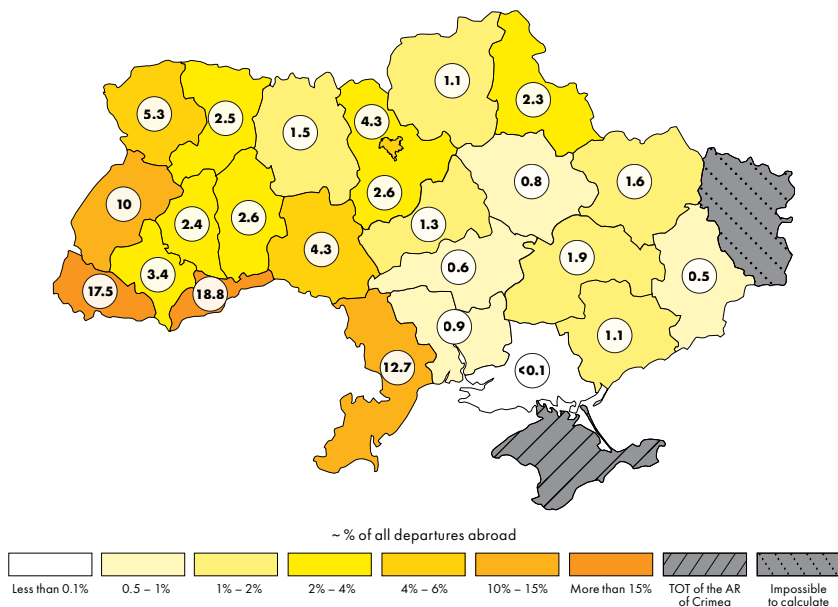 1.1
2.3
5.3
2.5
4.3
1.5
0.8
1.6
2.6
10
2.4
2.6
1.3
4.3
1.9
0.6
3.4
0.5
17.5
18.8
0.9
1.1
12.7
<0.1
~ % of all departures abroad
Less than 0.1%
0.5 – 1%
1% – 2%
2% – 4%
4% – 6%
10% – 15%
More than 15%
TOT of the AR
of Crimea
Impossible
to calculate